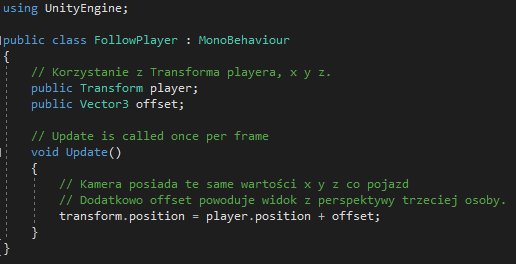 using UnityEngine;
public class FollowPlayer : MonoBehaviour
{
// Korzystanie z Transforma playera, x y z.
public Transform player;
public Vector3 offset;
// Update is called once per frame
void Update()
{
// Kamera posiada te same wartości x y z co pojazd
// Dodatkowo offset powoduje widok z perspektywy trzeciej osoby.
transform.position = player.position + offset;
}
}